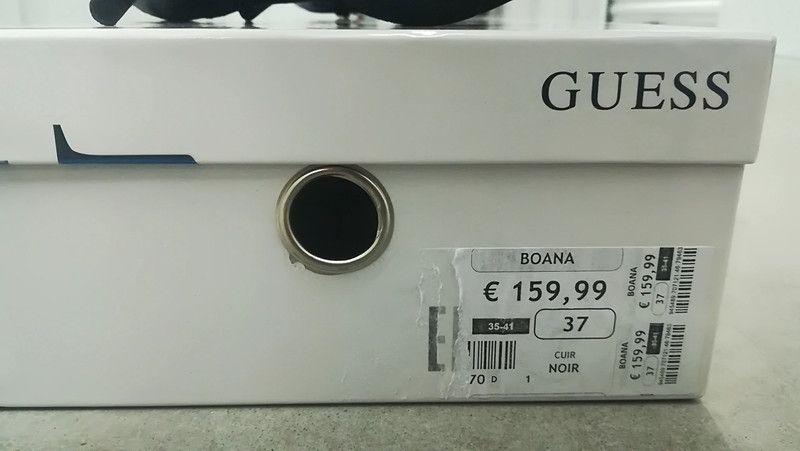 GUESS
BOANA
€ 159,99
35-41
37
CUIR
NOIR
70 D 1
BOANA
€ 159,99
35-41
37
BOANA
€ 159,99
35-41
37